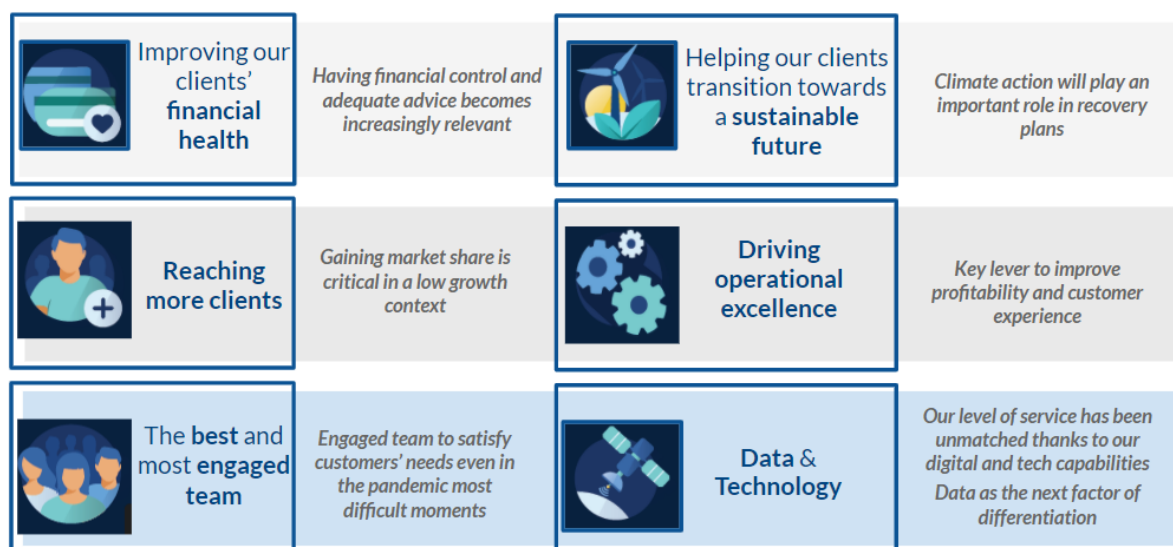 Improving our
clients’
financial
health
Having financial control and
adequate advice becomes
increasingly relevant
Helping our clients
transition towards
a sustainable
future
Climate action will play an
important role in recovery
plans
Reaching
more clients
Gaining market share is
critical in a low growth
context
Driving
operational
excellence
Key lever to improve
profitability and customer
experience
The best and
most engaged
team
Engaged team to satisfy
customers’ needs even in
the pandemic most
difficult moments
Data &
Technology
Our level of service has been
unmatched thanks to our
digital and tech capabilities
Data as the next factor of
differentiation